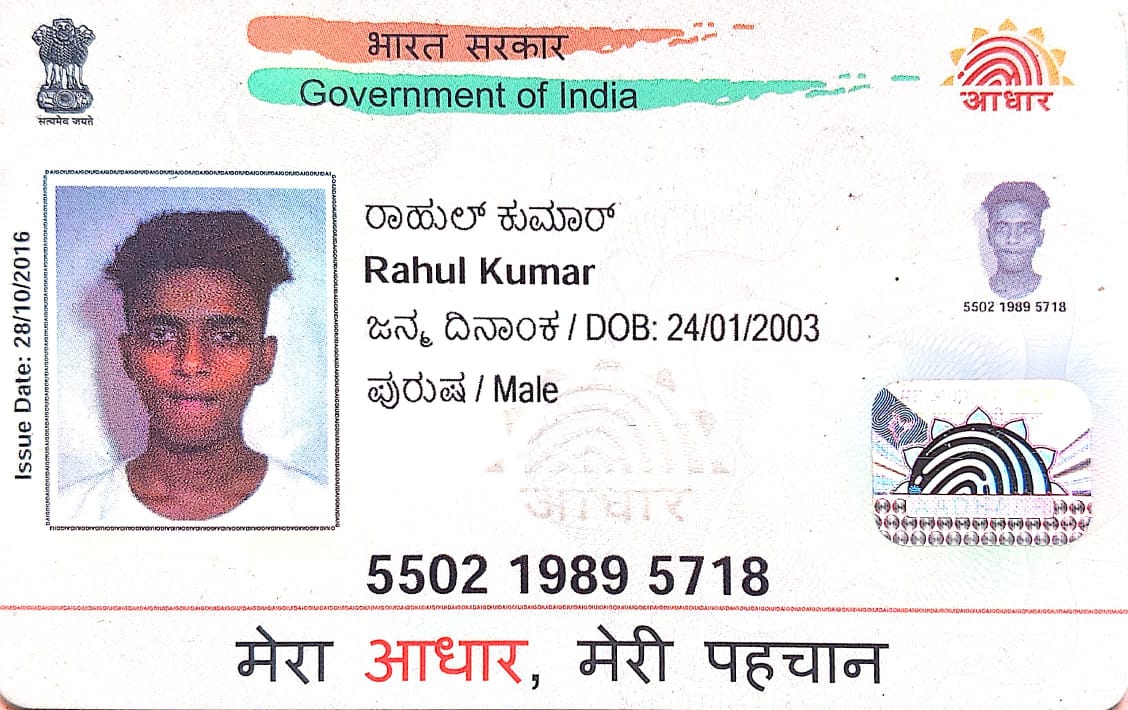 भारत सरकार
Government of India
सत्यमेव जयते
आधार
Issue Date: 28/10/2016
ರಾಹುಲ್ ಕುಮಾರ್
Rahul Kumar
ಜನ್ಮ ದಿನಾಂಕ / DOB: 24/01/2003
ಪುರುಷ / Male
5502 1989 5718
आधार
5502 1989 5718
मेरा आधार, मेरी पहचान